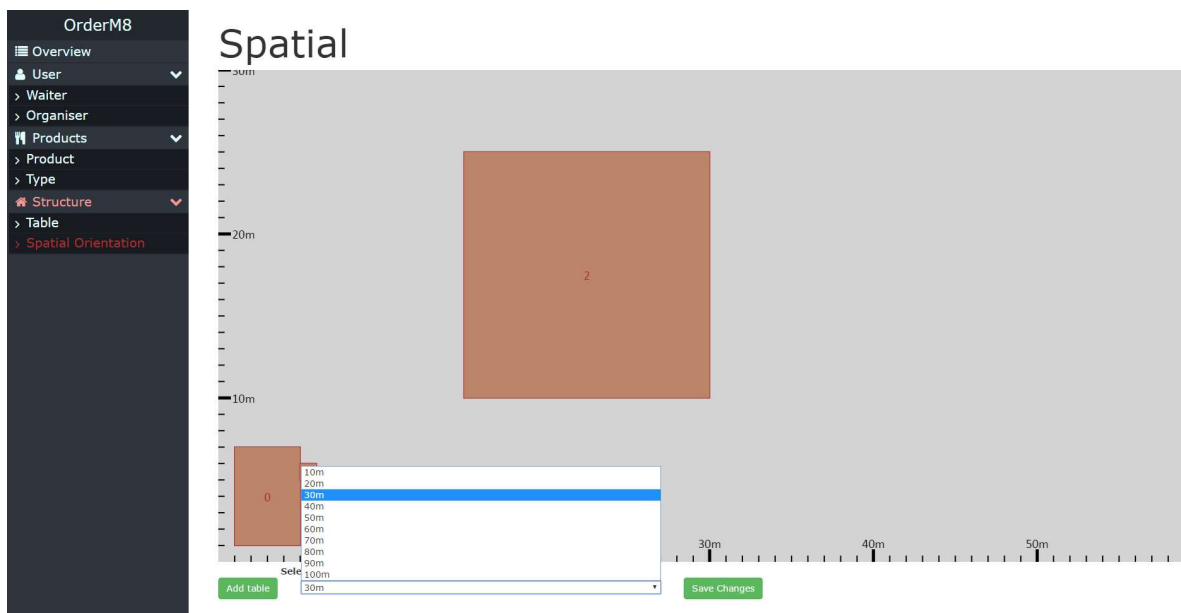 OrderM8
Overview
User
Waiter
Organiser
Products
Product
Type
Structure
Table
Spatial Orientation
Spatial
30m
20m
2
10m
0
10m
20m
30m
40m
50m
60m
70m
80m
90m
100m
30m
40m
50m
Sele
Add table
30m
Save Changes